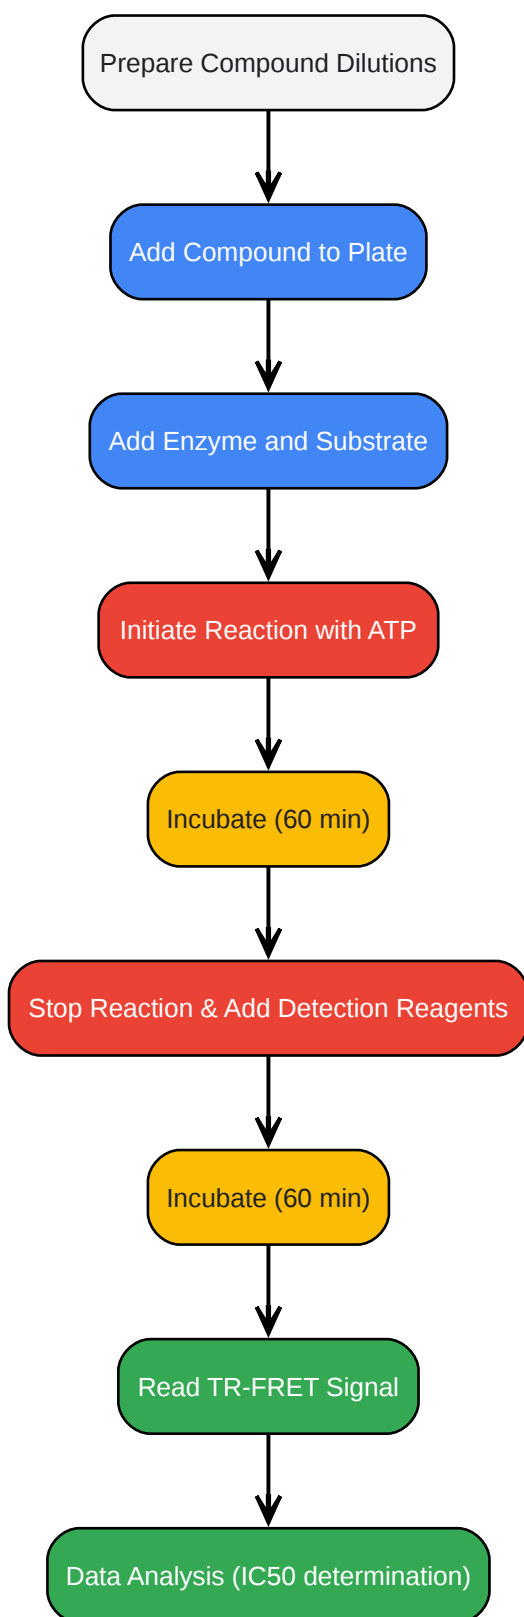 Prepare Compound Dilutions
Add Compound to Plate
Add Enzyme and Substrate
Initiate Reaction with ATP
Incubate (60 min)
Stop Reaction & Add Detection Reagents
Incubate (60 min)
Read TR-FRET Signal
Data Analysis (IC50 determination)